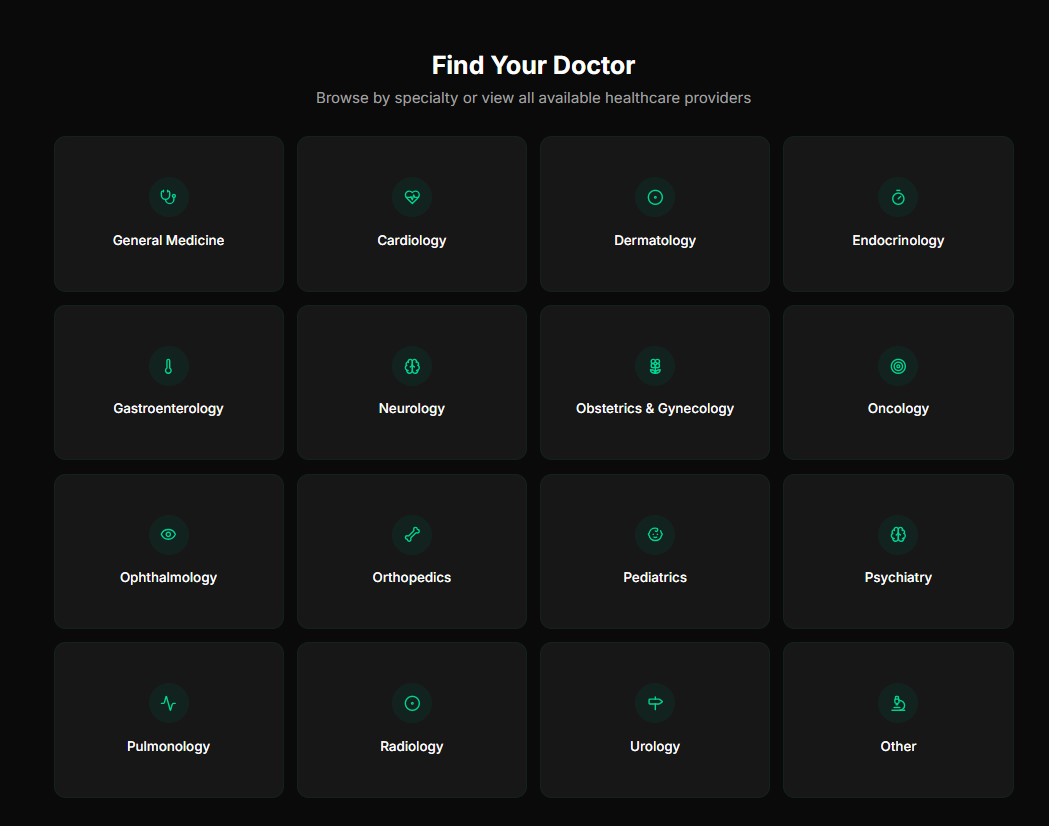 Find Your Doctor
Browse by specialty or view all available healthcare providers
General Medicine
Cardiology
Dermatology
Endocrinology
Gastroenterology
Neurology
Obstetrics & Gynecology
Oncology
Ophthalmology
Orthopedics
Pediatrics
Psychiatry
Pulmonology
Radiology
Urology
Other